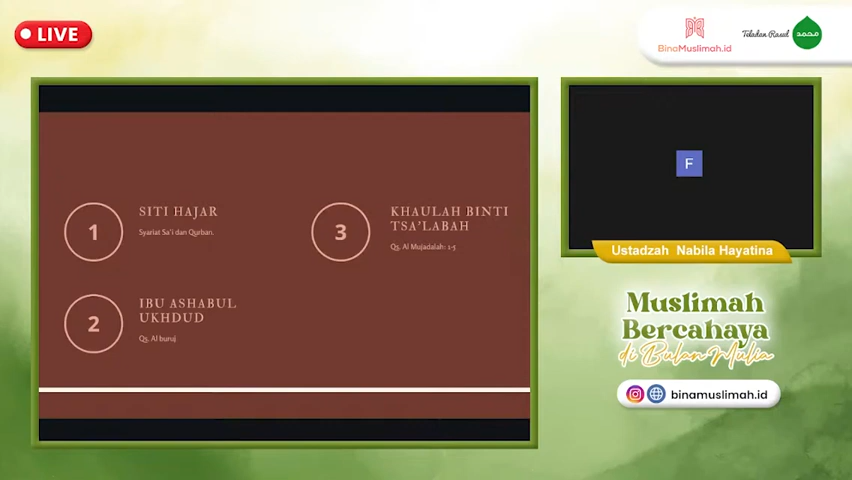 LIVE
BinaMuslimah.id
Teladan Rasul
محمد
1
SITI HAJAR
Syariat Sa'i dan Qurban.
2
IBU ASHABUL
UKHDUD
Qs. Al buruj
3
KHAULAH BINTI
TSA'LABAH
Qs. Al Mujadalah: 1-5
F
Ustadzah Nabila Hayatina
Muslimah
Bercahaya
di Bulan Mulia
binamuslimah.id